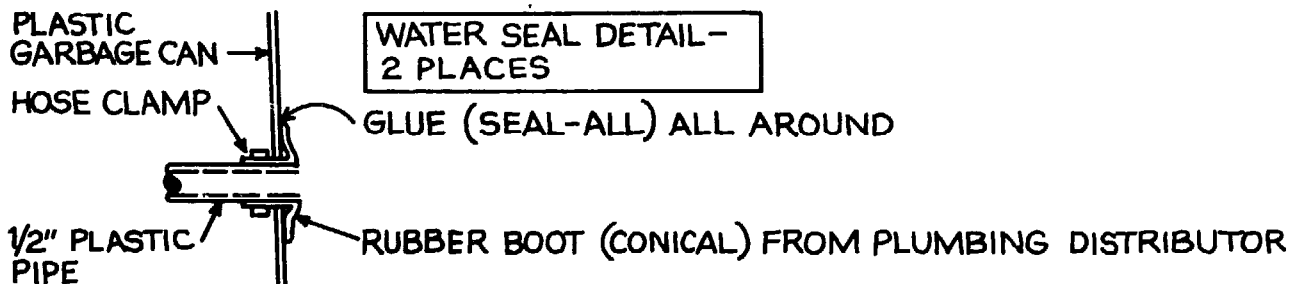 PLASTIC
GARBAGE CAN
WATER SEAL DETAIL-
2 PLACES
HOSE CLAMP
GLUE (SEAL-ALL) ALL AROUND
1/2" PLASTIC
PIPE
RUBBER BOOT (CONICAL) FROM PLUMBING DISTRIBUTOR